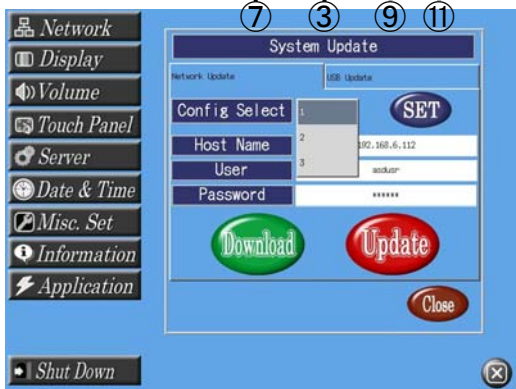 ⑦ ③ ⑨ ⑪
Network
Display
Volume
Touch Panel
Server
Date & Time
Misc. Set
Information
Application
Shut Down
System Update
Network Update
USB Update
Config Select
1
2
3
SET
Host Name
192.168.6.112
User
asdusr
Password
******
Download
Update
Close